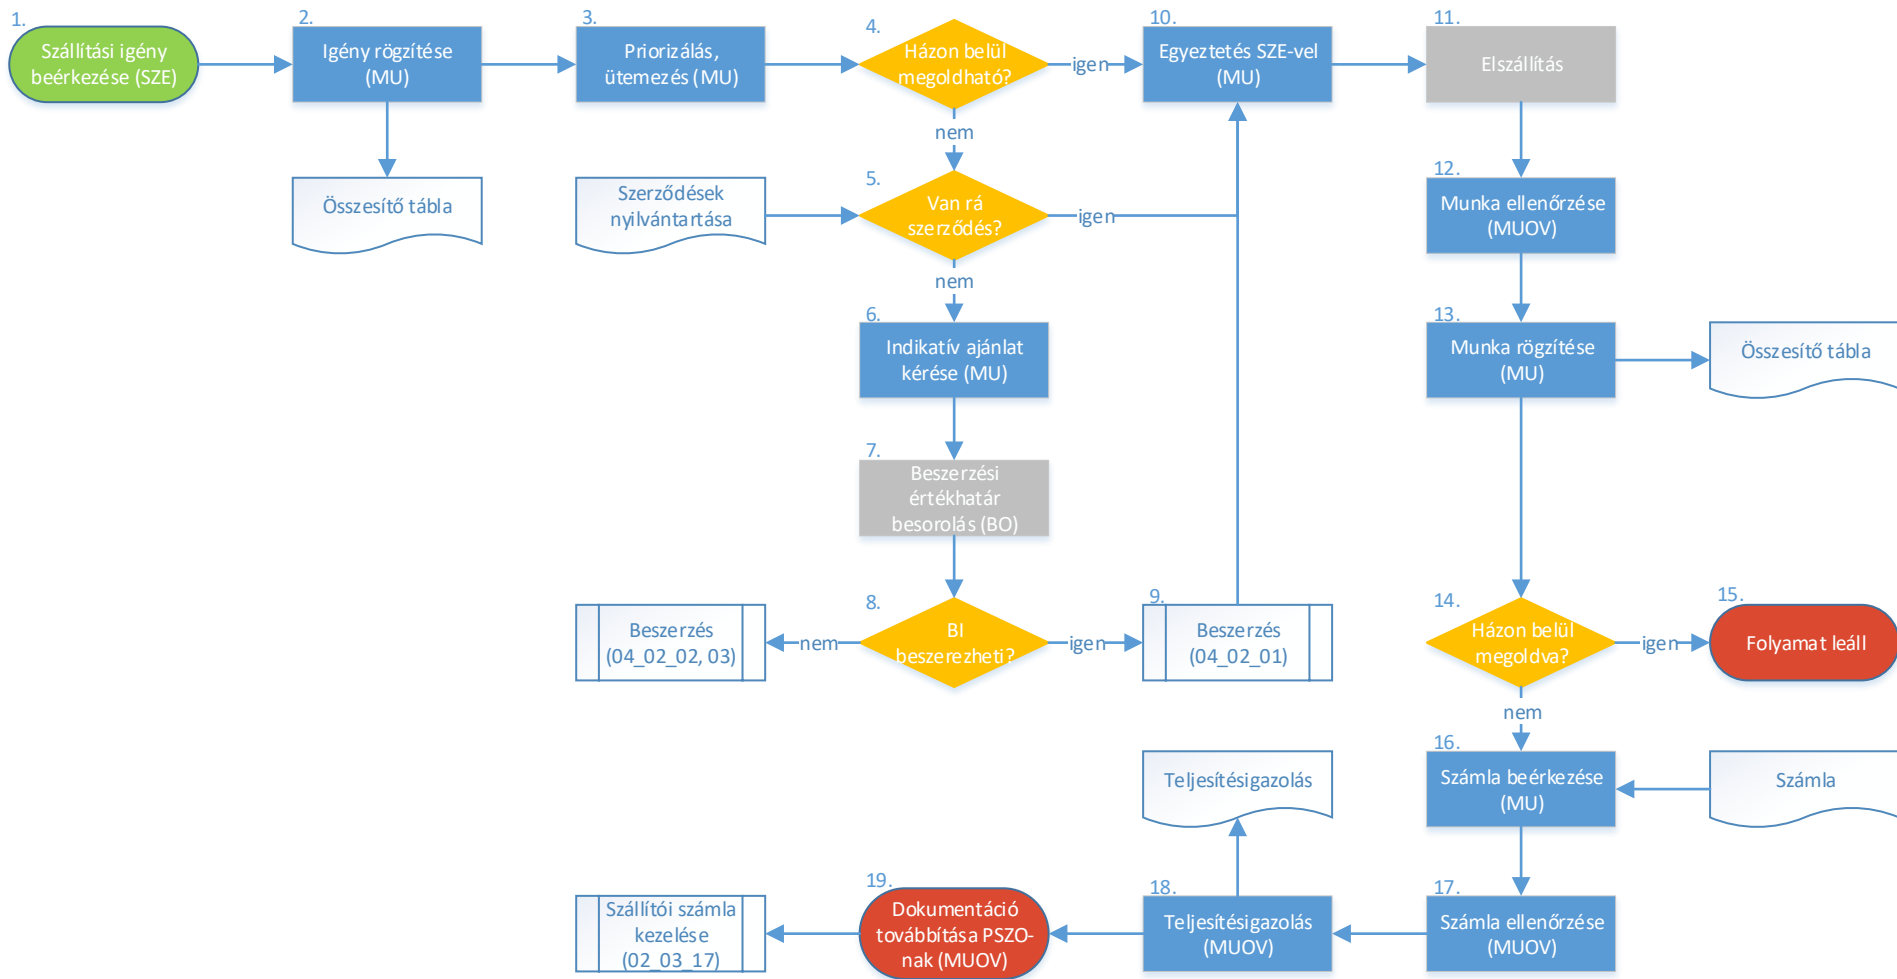 1.
Szállítási igény
beérkezése (SZE)
2.
Igény rögzítése
(MU)
3.
Priorizálás,
ütemezés (MU)
4.
Házon belül
megoldható?
igen
10.
Egyeztetés SZE-vel
(MU)
11.
Elszállítás
nem
Összesítő tábla
Szerződések
nyilvántartása
5.
Van rá
szerződés?
igen
12.
Munka ellenőrzése
(MUOV)
nem
6.
Indikatív ajánlat
kérése (MU)
13.
Munka rögzítése
(MU)
Összesítő tábla
7.
Beszerzési
értékhatár
besorolás (BO)
Beszerzés
(04_02_02, 03)
nem
8.
BI
beszerezheti?
igen
9.
Beszerzés
(04_02_01)
14.
Házon belül
megoldva?
igen
15.
Folyamat leáll
nem
Teljesítésigazolás
16.
Számla beérkezése
(MU)
Számla
Szállítói számla
kezelése
(02_03_17)
19.
Dokumentáció
továbbítása PSZO-
nak (MUOV)
18.
Teljesítésigazolás
(MUOV)
17.
Számla ellenőrzése
(MUOV)